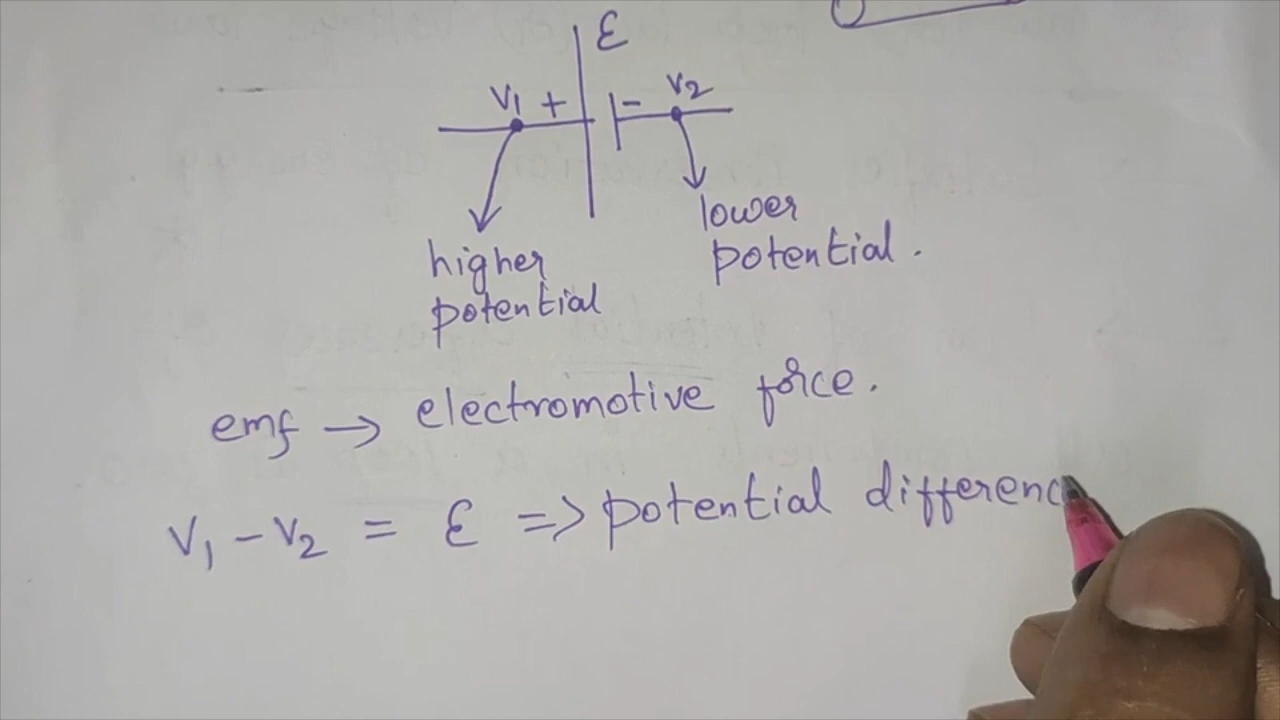 ε
V1 + - V2
higher
potential
lower
potential.
emf → electromotive force.
V1 - V2 = ε => potential differenc